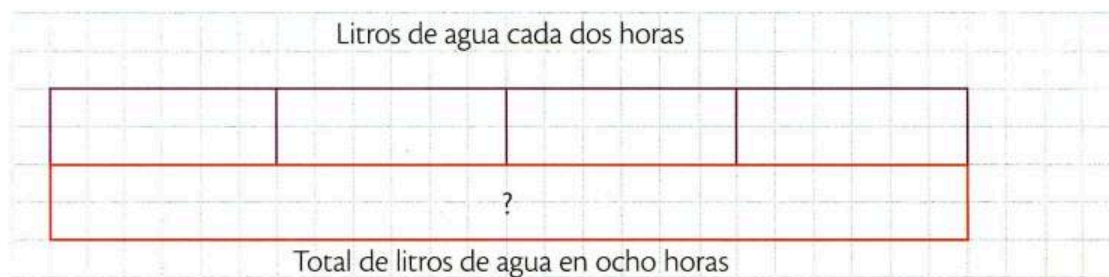 Litros de agua cada dos horas
?
Total de litros de agua en ocho horas